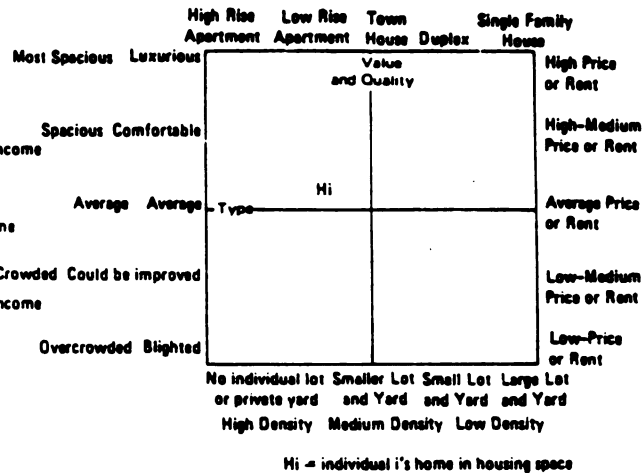 High Rise Low Rise Town Single Family
Apartment Apartment House Duplex House
Most Spacious Luxurious Value High Price
and Quality or Rent
Spacious Comfortable High-Medium
ncome Price or Rent
Hi
Average Average Type Average Price
ne or Rent
Crowded Could be improved Low-Medium
ncome Price or Rent
Overcrowded Blighted Low-Price
or Rent
No individual lot Smaller Lot Small Lot Large Lot
or private yard and Yard and Yard and Yard
High Density Medium Density Low Density
Hi = individual i's home in housing space